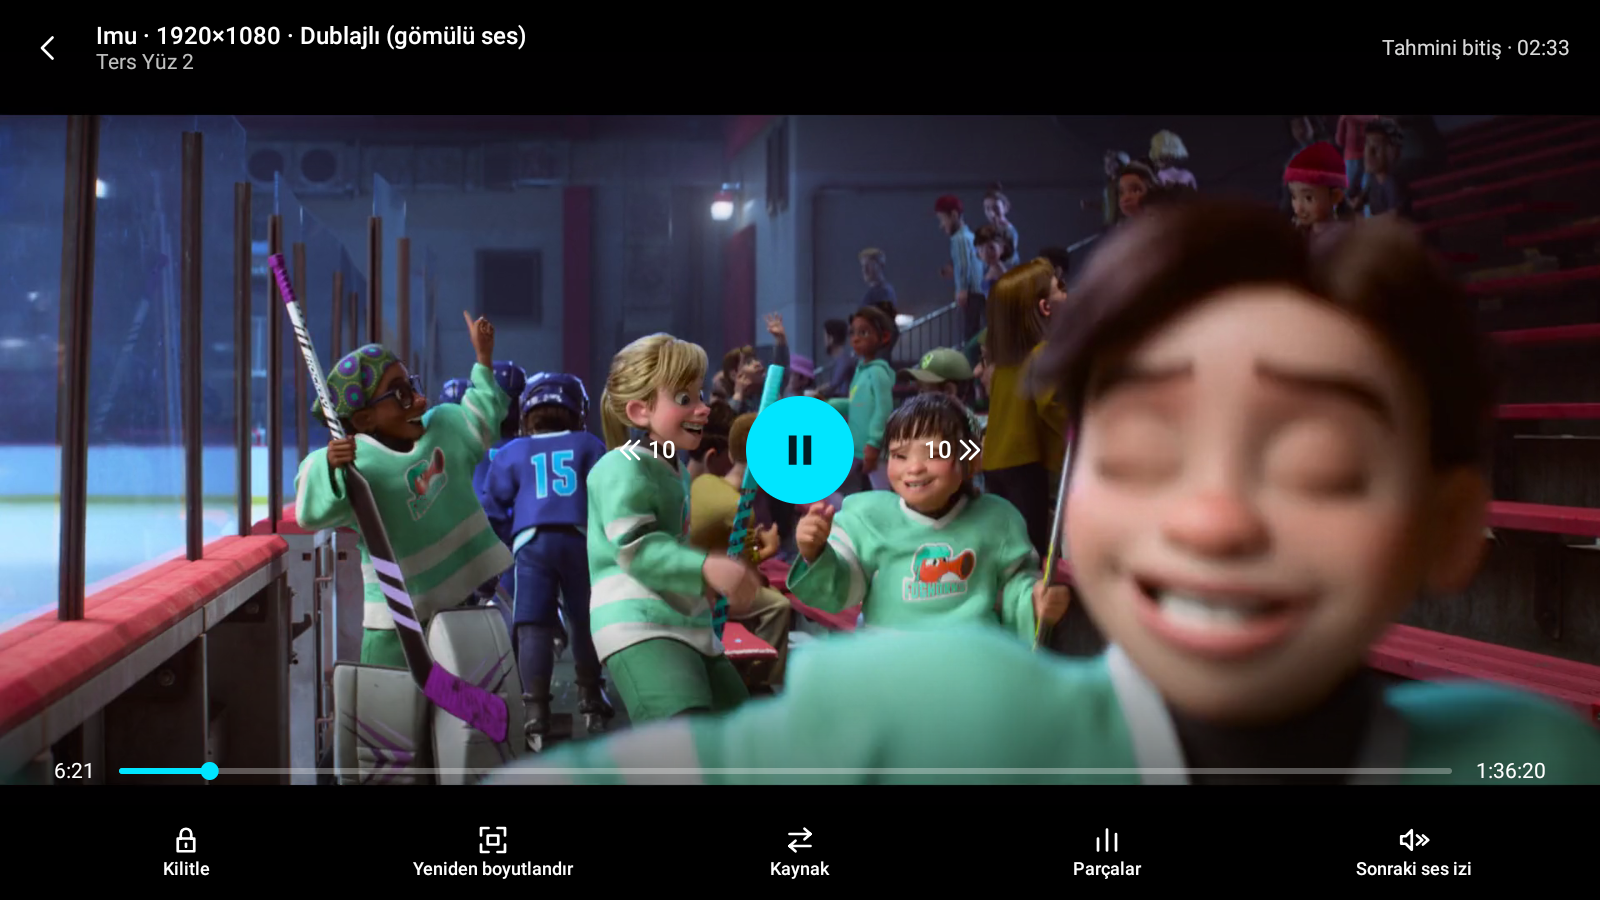 Imu · 1920×1080 · Dublajlı (gömülü ses)
Ters Yüz 2
Tahmini bitiş · 02:33
15
10
10
6:21
1:36:20
Kilitle
Yeniden boyutlandır
Kaynak
Parçalar
Sonraki ses izi